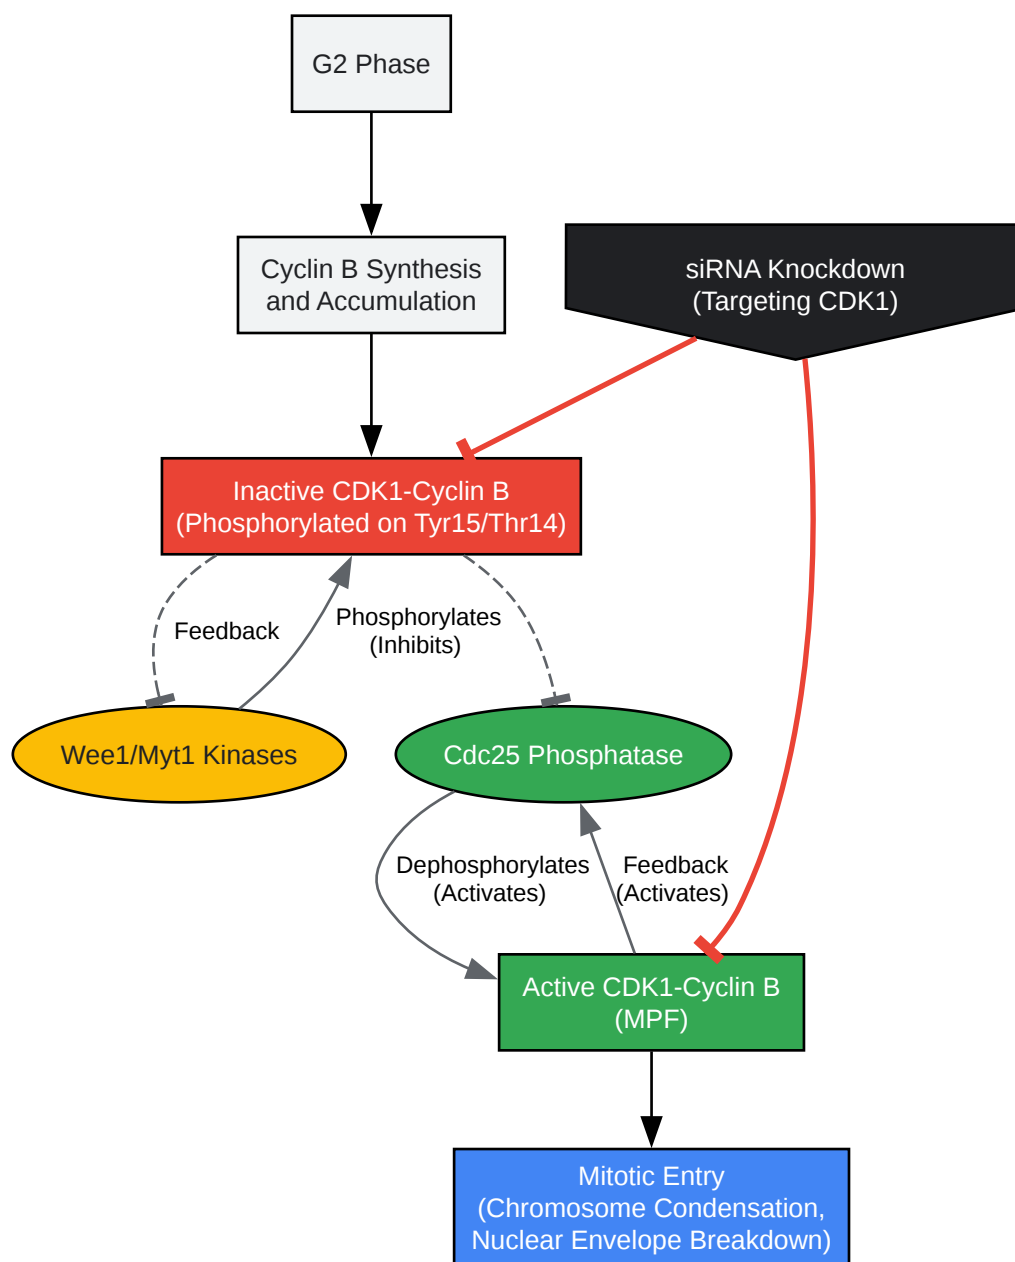 G2 Phase
Cyclin B Synthesis
and Accumulation
siRNA Knockdown
(Targeting CDK1)
Inactive CDK1-Cyclin B
(Phosphorylated on Tyr15/Thr14)
Feedback
Phosphorylates
(Inhibits)
Wee1/Myt1 Kinases
Cdc25 Phosphatase
Dephosphorylates
(Activates)
Feedback
(Activates)
Active CDK1-Cyclin B
(MPF)
Mitotic Entry
(Chromosome Condensation,
Nuclear Envelope Breakdown)